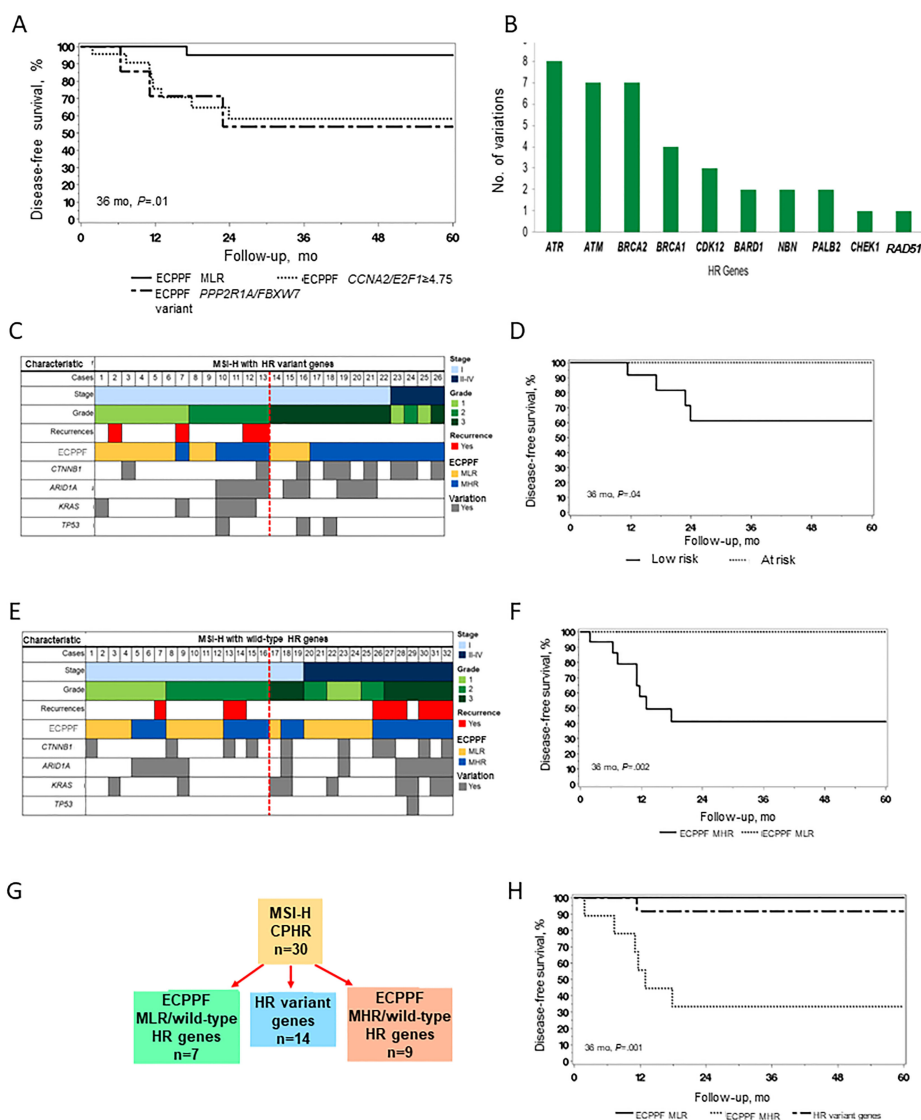 A
Disease-free survival, %
100
90
80
70
60
50
40
30
20
10
0
36 mo, P=.01
0 12 24 36 48 60
Follow-up, mo
ECPPF MLR
ECPPF CCNA2/E2F1≥4.75
ECPPF PPP2R1A/FBXW7
variant
B
No. of variations
8
7
6
5
4
3
2
1
0
ATR ATM BRCA2 BRCA1 CDK12 BARD1 NBN PALB2 CHEK1 RAD51
HR Genes
C
Characteristic MSI-H with HR variant genes
Cases 1 2 3 4 5 6 7 8 9 10 11 12 13 14 15 16 17 18 19 20 21 22 23 24 25 26
Stage
Grade
Recurrences
ECPPF
CTNNB1
ARID1A
KRAS
TP53
Stage
I
II-IV
Grade
1
2
3
Recurrence
Yes
ECPPF
MLR
MHR
Variation
Yes
D
Disease-free survival, %
100
90
80
70
60
50
40
30
20
10
0
36 mo, P=.04
0 12 24 36 48 60
Follow-up, mo
Low risk At risk
E
Characteristic MSI-H with wild-type HR genes
Cases 1 2 3 4 5 6 7 8 9 10 11 12 13 14 15 16 17 18 19 20 21 22 23 24 25 26 27 28 29 30 31 32
Stage
Grade
Recurrences
ECPPF
CTNNB1
ARID1A
KRAS
TP53
Stage
I
II-IV
Grade
1
2
3
Recurrence
Yes
ECPPF
MLR
MHR
Variation
Yes
F
Disease-free survival, %
100
90
80
70
60
50
40
30
20
10
0
36 mo, P=.002
0 12 24 36 48 60
Follow-up, mo
ECPPF MHR ECPPF MLR
G
MSI-H
CPHR
n=30
ECPPF
MLR/wild-type
HR genes
n=7
HR variant
genes
n=14
ECPPF
MHR/wild-type
HR genes
n=9
H
Disease-free survival, %
100
90
80
70
60
50
40
30
20
10
0
36 mo, P=.001
0 12 24 36 48 60
Follow-up, mo
ECPPF MLR ECPPF MHR HR variant genes